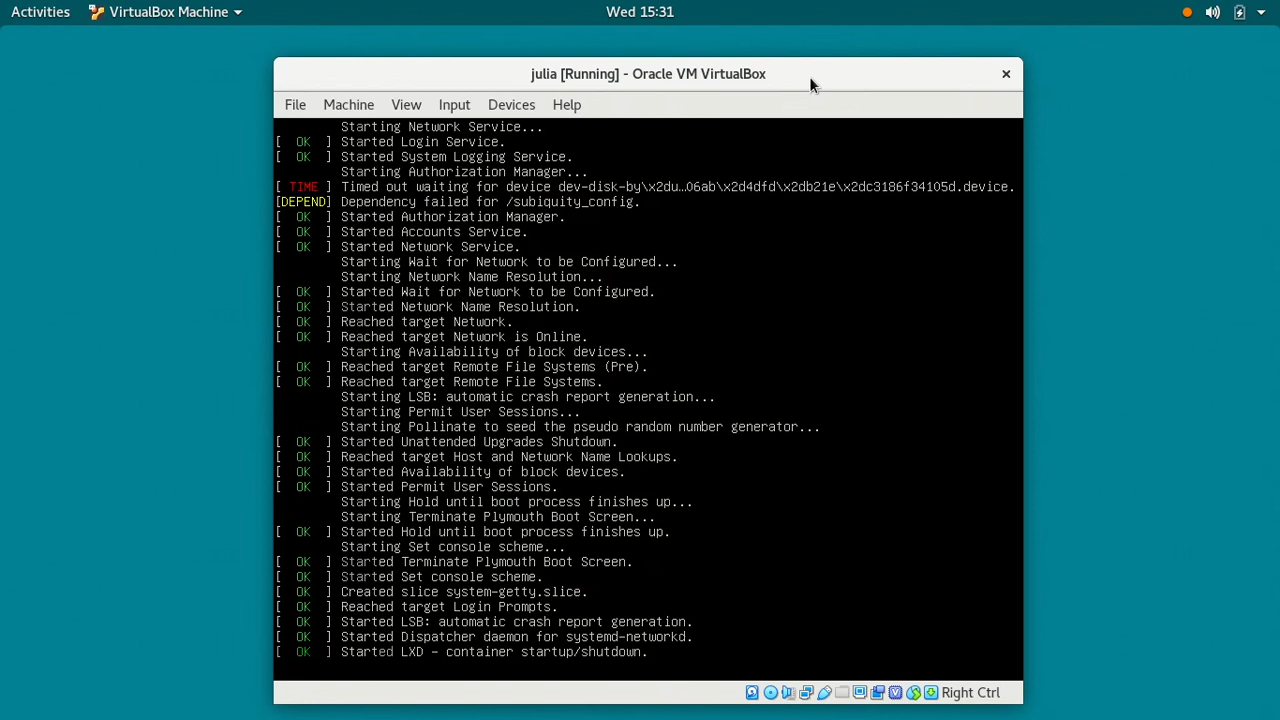 Activities VirtualBox Machine Wed 15:31
julia [Running] - Oracle VM VirtualBox
File Machine View Input Devices Help
Starting Network Service...
[ OK ] Started Login Service.
[ OK ] Started System Logging Service.
Starting Authorization Manager...
[ TIME ] Timed out waiting for device dev-disk-by\x2du…06ab\x2d4dfd\x2db21e\x2dc3186f34105d.device.
[DEPEND] Dependency failed for /subiquity_config.
[ OK ] Started Authorization Manager.
[ OK ] Started Accounts Service.
[ OK ] Started Network Service.
Starting Wait for Network to be Configured...
Starting Network Name Resolution...
[ OK ] Started Wait for Network to be Configured.
[ OK ] Started Network Name Resolution.
[ OK ] Reached target Network.
[ OK ] Reached target Network is Online.
Starting Availability of block devices...
[ OK ] Reached target Remote File Systems (Pre).
[ OK ] Reached target Remote File Systems.
Starting LSB: automatic crash report generation...
Starting Permit User Sessions...
Starting Pollinate to seed the pseudo random number generator...
[ OK ] Started Unattended Upgrades Shutdown.
[ OK ] Reached target Host and Network Name Lookups.
[ OK ] Started Availability of block devices.
[ OK ] Started Permit User Sessions.
Starting Hold until boot process finishes up...
Starting Terminate Plymouth Boot Screen...
[ OK ] Started Hold until boot process finishes up.
Starting Set console scheme...
[ OK ] Started Terminate Plymouth Boot Screen.
[ OK ] Started Set console scheme.
[ OK ] Created slice system-getty.slice.
[ OK ] Reached target Login Prompts.
[ OK ] Started LSB: automatic crash report generation.
[ OK ] Started Dispatcher daemon for systemd-networkd.
[ OK ] Started LXD - container startup/shutdown.
Right Ctrl